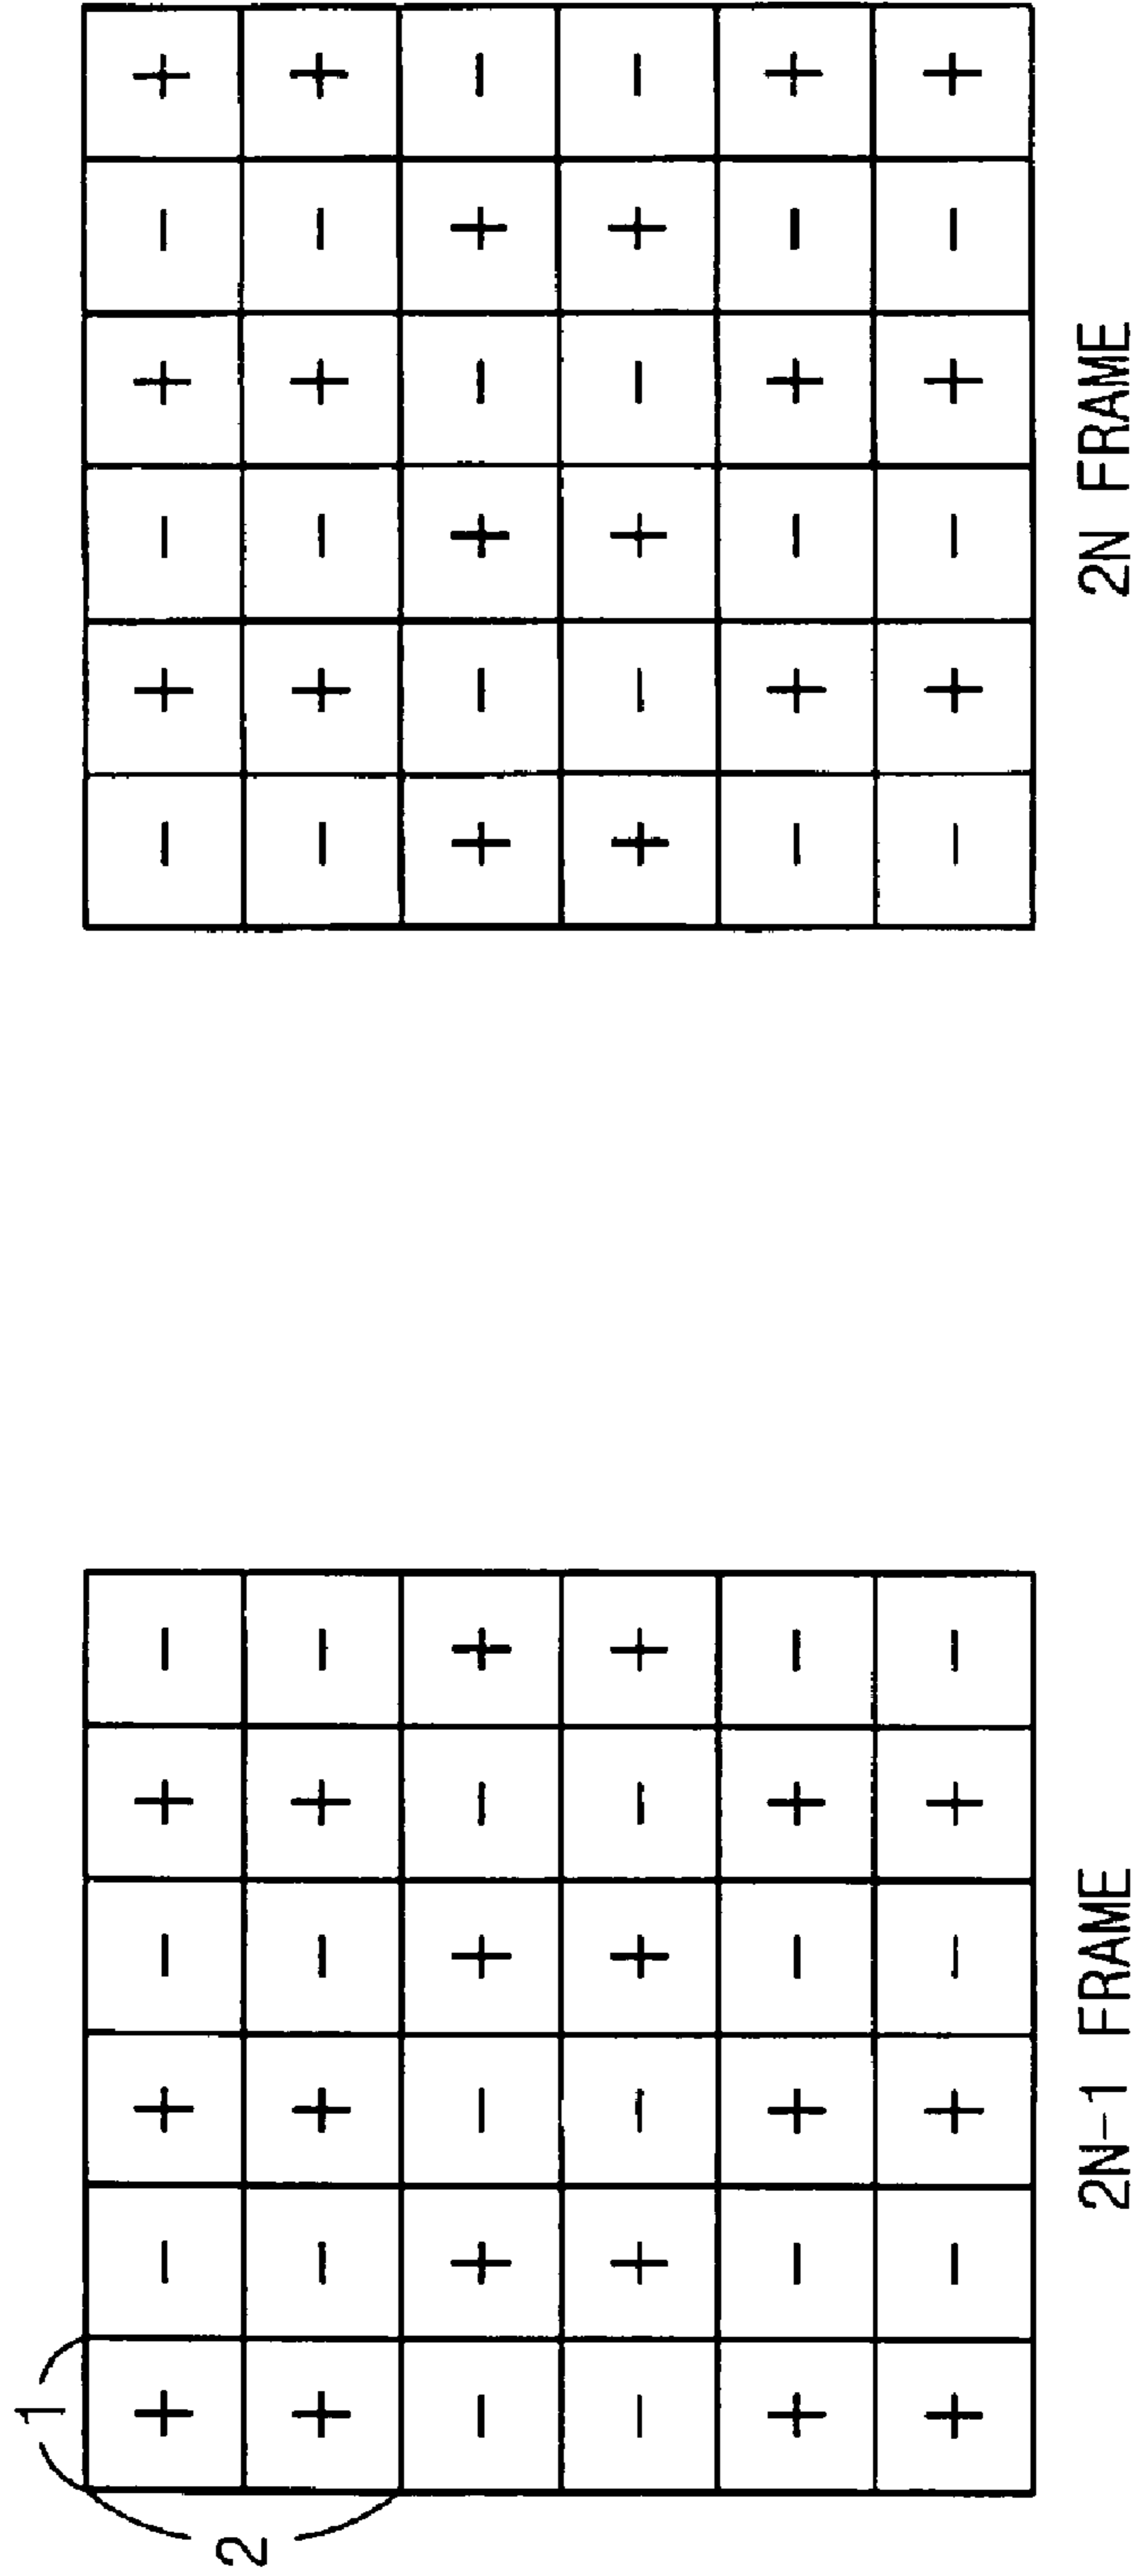 1
2
+ − + − + −
+ − + − + −
− + − + − +
− + − + − +
+ − + − + −
+ − + − + −
2N-1 FRAME
− + − + − +
− + − + − +
+ − + − + −
+ − + − + −
− + − + − +
− + − + − +
2N FRAME